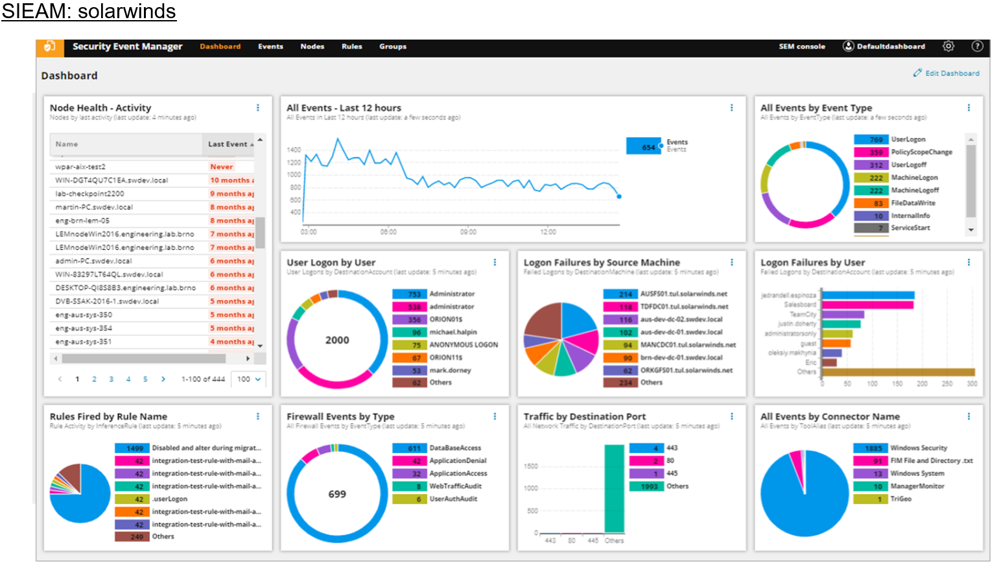 SIEAM: solarwinds
Security Event Manager Dashboard Events Nodes Rules Groups SEM console Defaultdashboard
Dashboard
Edit Dashboard
Node Health - Activity
Nodes by last activity (last update: 4 minutes ago)
Name Last Event
wpar-aix-test2 Never
WIN-DGT4QU7C1EA.swdev.local 10 months a
lab-checkpoint2200 9 months ag
martin-PC.swdev.local 8 months ag
eng-brn-lem-05 8 months ag
LEMnodeWin2016.engineering.lab.brno 7 months ag
LEMnodeWin2016.engineering.lab.brno 7 months ag
admin-PC.swdev.local 6 months ag
WIN-83297LT64QL.swdev.local 6 months ag
DESKTOP-QI8S8B3.engineering.lab.brno 6 months ag
DVB-SSAK-2016-1.swdev.local 5 months ag
eng-aus-sys-350 5 months ag
eng-aus-sys-354 5 months ag
eng-aus-sys-351 4 months ag
1 2 3 4 5 1-100 of 444 100
All Events - Last 12 hours
All Events in Last 12 hours (last update: a few seconds ago)
1400
1200
1000
800
600
400
03:00 06:00 09:00 12:00
654 Events
Events
All Events by Event Type
All Events by EventType (last update: a few seconds ago)
769 UserLogon
359 PolicyScopeChange
312 UserLogoff
222 MachineLogon
222 MachineLogoff
83 FileDataWrite
10 InternalInfo
7 ServiceStart
User Logon by User
User Logons by DestinationAccount (last update: 5 minutes ago)
2000
753 Administrator
538 administrator
356 ORION01$
96 michael.halpin
75 ANONYMOUS LOGON
67 ORION11$
53 mark.dorney
62 Others
Logon Failures by Source Machine
Failed Logons by DestinationMachine (last update: 5 minutes ago)
214 AUSFS01.tul.solarwinds.net
118 TDFDC01.tul.solarwinds.net
116 aus-dev-dc-02.swdev.local
102 aus-dev-dc-01.swdev.local
94 MANCDC01.tul.solarwinds.net
90 brn-dev-dc-01.swdev.local
62 ORKGFS01.tul.solarwinds.net
234 Others
Logon Failures by User
Failed Logons by DestinationAccount (last update: 5 minutes ago)
jedrandell.espinoza
Salesboard
TeamCity
justin.doherty
administratorsonly
guest
oleksiy.makhynia
Eric
Others
0 50 100 150 200 250 300
Rules Fired by Rule Name
Rule Activity by InferenceRule (last update: 5 minutes ago)
1499 Disabled and alter during migrat...
42 integration-test-rule-with-mail-a...
42 integration-test-rule-with-mail-a...
42 integration-test-rule-with-mail-a...
42 .userLogon
42 integration-test-rule-with-mail-a...
42 integration-test-rule-with-mail-a...
249 Others
Firewall Events by Type
All Firewall Events by EventType (last update: 5 minutes ago)
699
611 DataBaseAccess
42 ApplicationDenial
32 ApplicationAccess
8 WebTrafficAudit
6 UserAuthAudit
Traffic by Destination Port
All Network Traffic by DestinationPort (last update: 5 minutes ago)
1500
1000
500
0
443 80 445 Others
4 443
2 80
1 445
1993 Others
All Events by Connector Name
All Events by ToolAlias (last update: 5 minutes ago)
1885 Windows Security
91 FIM File and Directory .txt
13 Windows System
10 ManagerMonitor
1 TriGeo